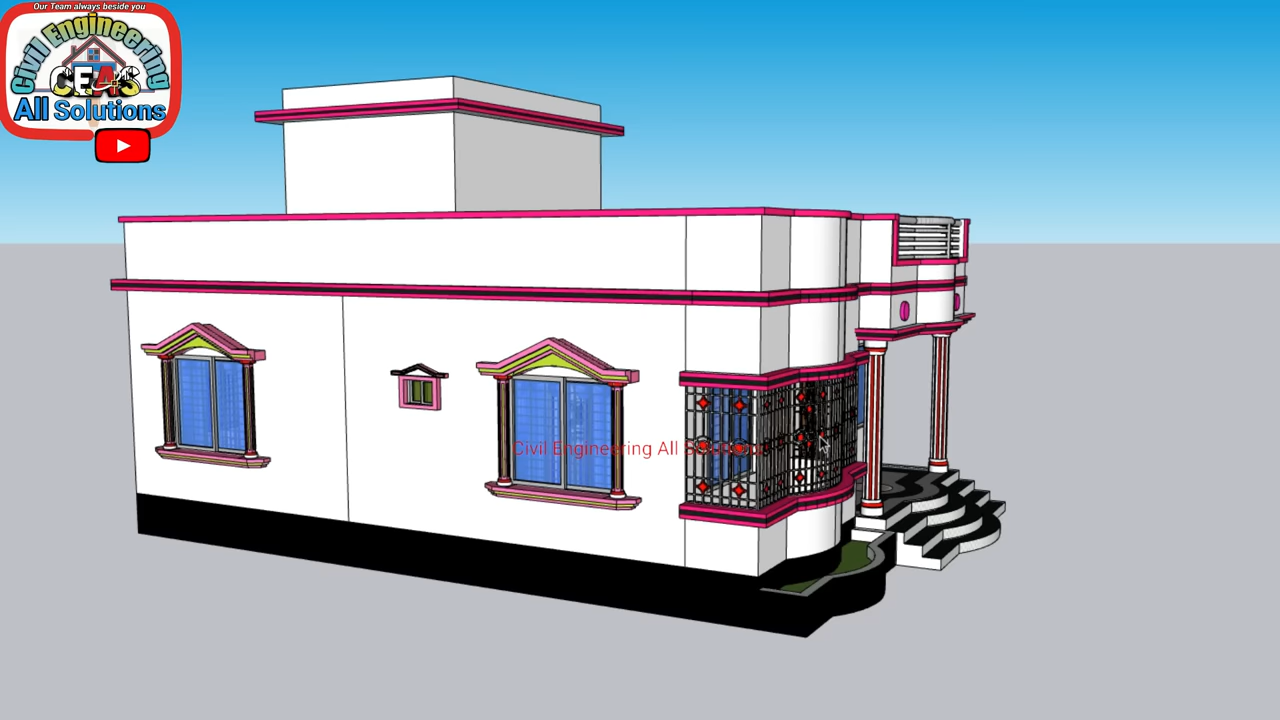 Our Team always beside you
Civil Engineering
CEAS
All Solutions
Civil Engineering All Solutions